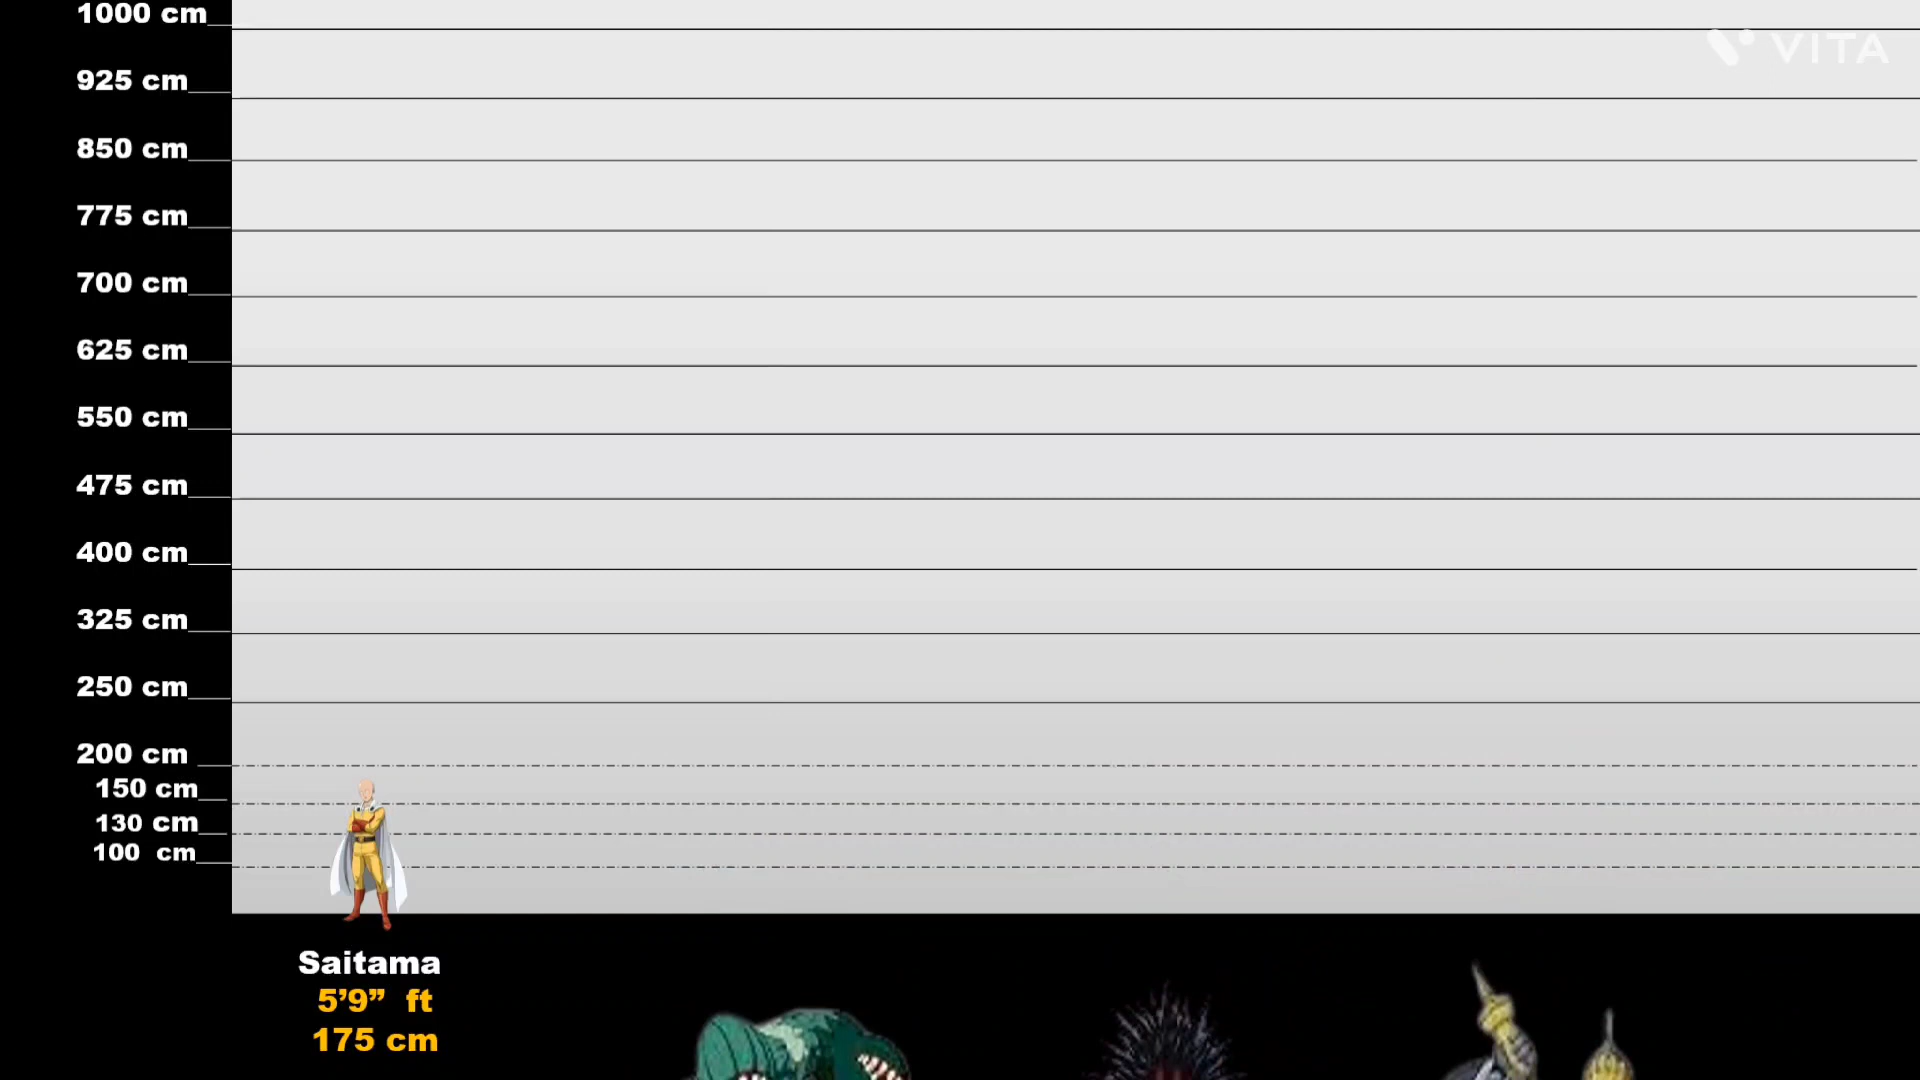 1000 cm
VITA
925 cm
850 cm
775 cm
700 cm
625 cm
550 cm
475 cm
400 cm
325 cm
250 cm
200 cm
150 cm
130 cm
100 cm
Saitama
5’9” ft
175 cm